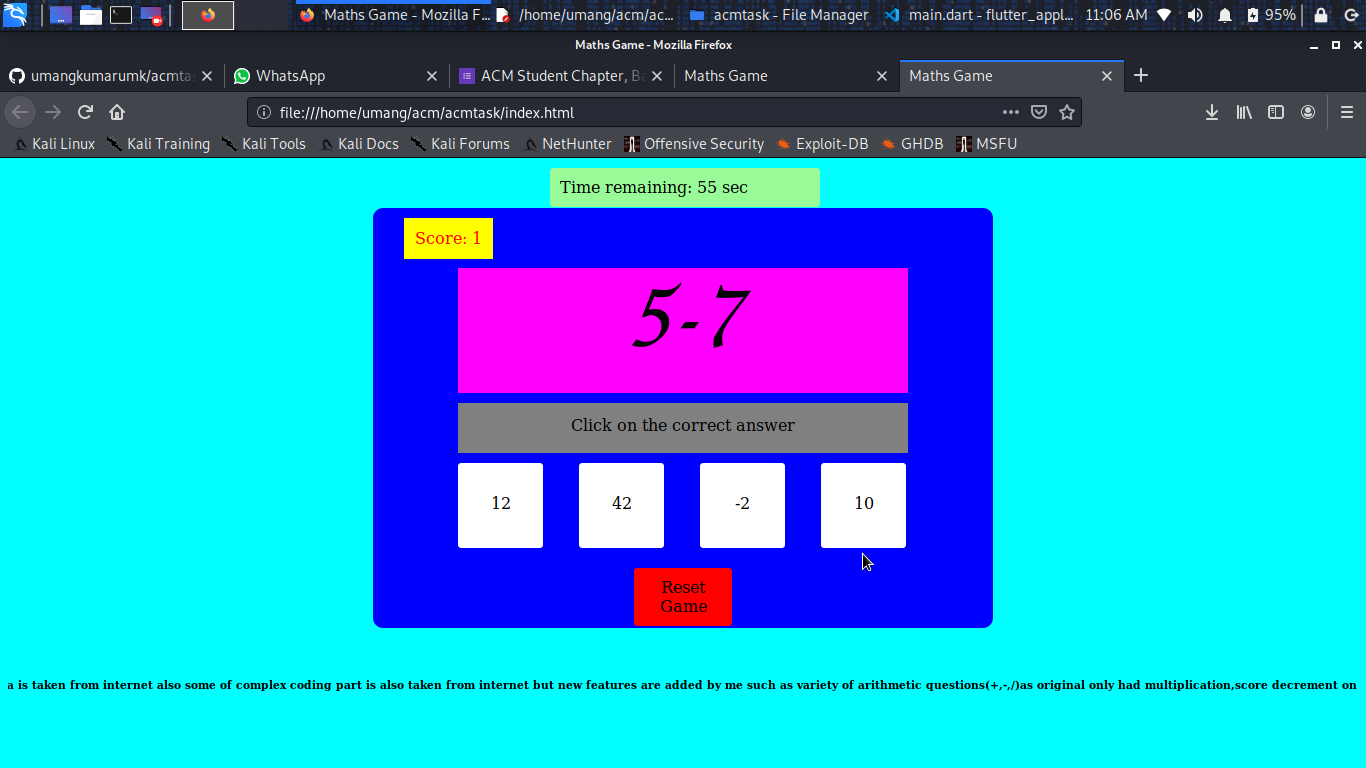 Maths Game - Mozilla F...
/home/umang/acm/ac...
acmtask - File Manager
main.dart - flutter_appl...
11:06 AM
95%
Maths Game - Mozilla Firefox
umangkumarumk/acmta
WhatsApp
ACM Student Chapter, B
Maths Game
Maths Game
file:///home/umang/acm/acmtask/index.html
Kali Linux
Kali Training
Kali Tools
Kali Docs
Kali Forums
NetHunter
Offensive Security
Exploit-DB
GHDB
MSFU
Time remaining: 55 sec
Score: 1
5-7
Click on the correct answer
12
42
-2
10
Reset
Game
a is taken from internet also some of complex coding part is also taken from internet but new features are added by me such as variety of arithmetic questions(+,-,/)as original only had multiplication,score decrement on